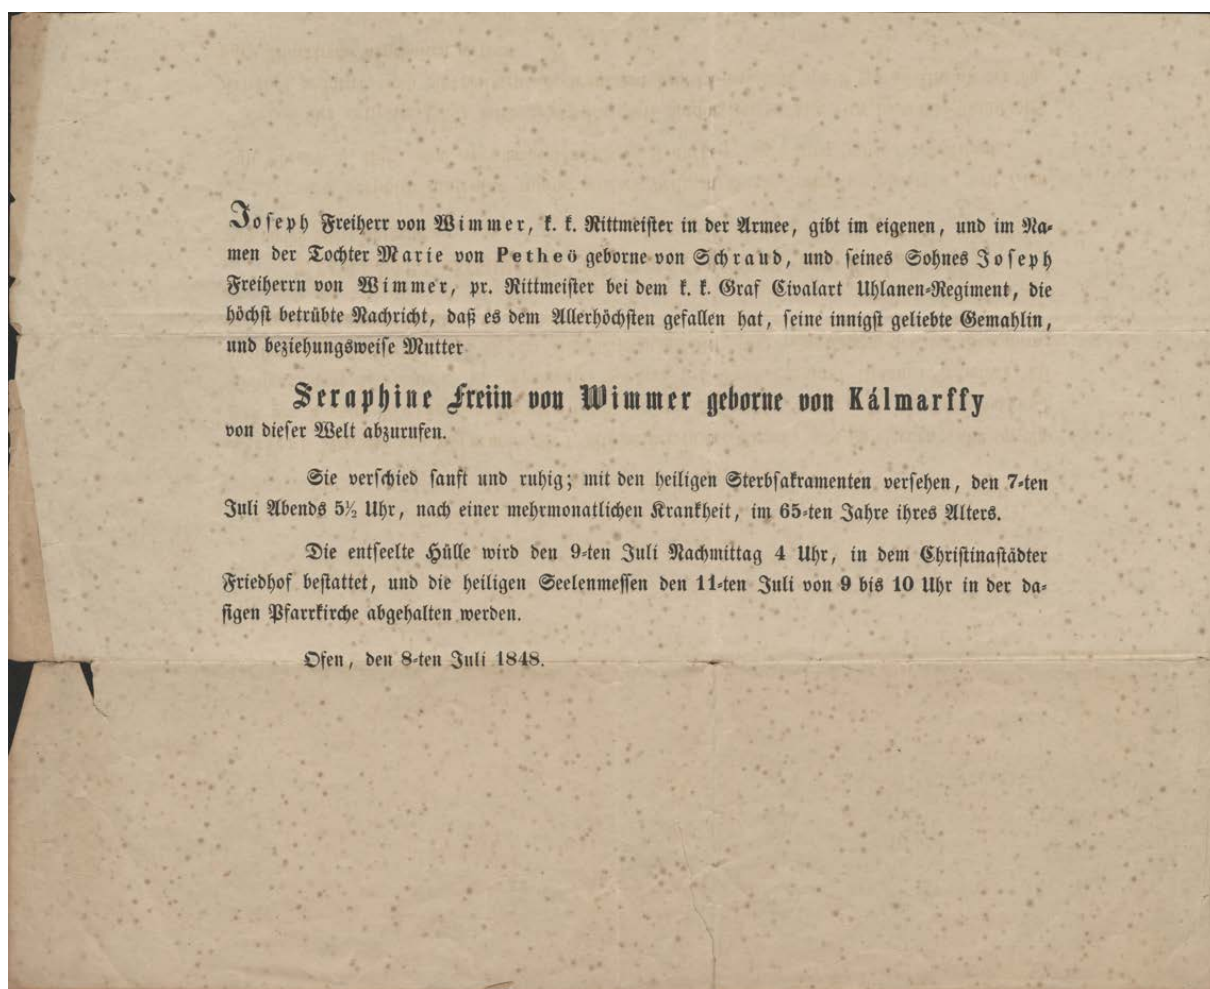 Joseph Freiherr von Wimmer, k. k. Rittmeister in der Armee, gibt im eigenen, und im Na-
men der Tochter Marie von Petheö geborne von Schraud, und seines Sohnes Joseph
Freiherrn von Wimmer, pr. Rittmeister bei dem k. k. Graf Civalart Uhlanen-Regiment, die
höchst betrübte Nachricht, daß es dem Allerhöchsten gefallen hat, seine innigst geliebte Gemahlin,
und beziehungsweise Mutter
Seraphine Freiin von Wimmer geborne von Kálmarffy
von dieser Welt abzurufen.
Sie verschied sanft und ruhig; mit den heiligen Sterbsakramenten versehen, den 7-ten
Juli Abends 5½ Uhr, nach einer mehrmonatlichen Krankheit, im 65-ten Jahre ihres Alters.
Die entseelte Hülle wird den 9-ten Juli Nachmittag 4 Uhr, in dem Christinastädter
Friedhof bestattet, und die heiligen Seelenmessen den 11-ten Juli von 9 bis 10 Uhr in der da-
sigen Pfarrkirche abgehalten werden.
Ofen, den 8-ten Juli 1848.